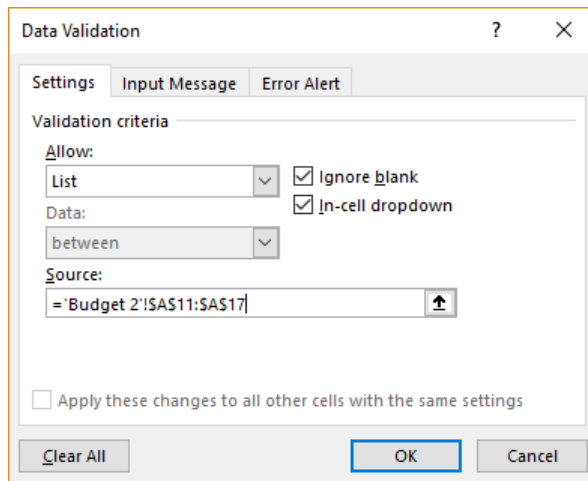 Data Validation ?
Settings Input Message Error Alert
Validation criteria
Allow:
List Ignore blank
Data: In-cell dropdown
between
Source:
='Budget 2'!$A$11:$A$17
Apply these changes to all other cells with the same settings
Clear All OK Cancel